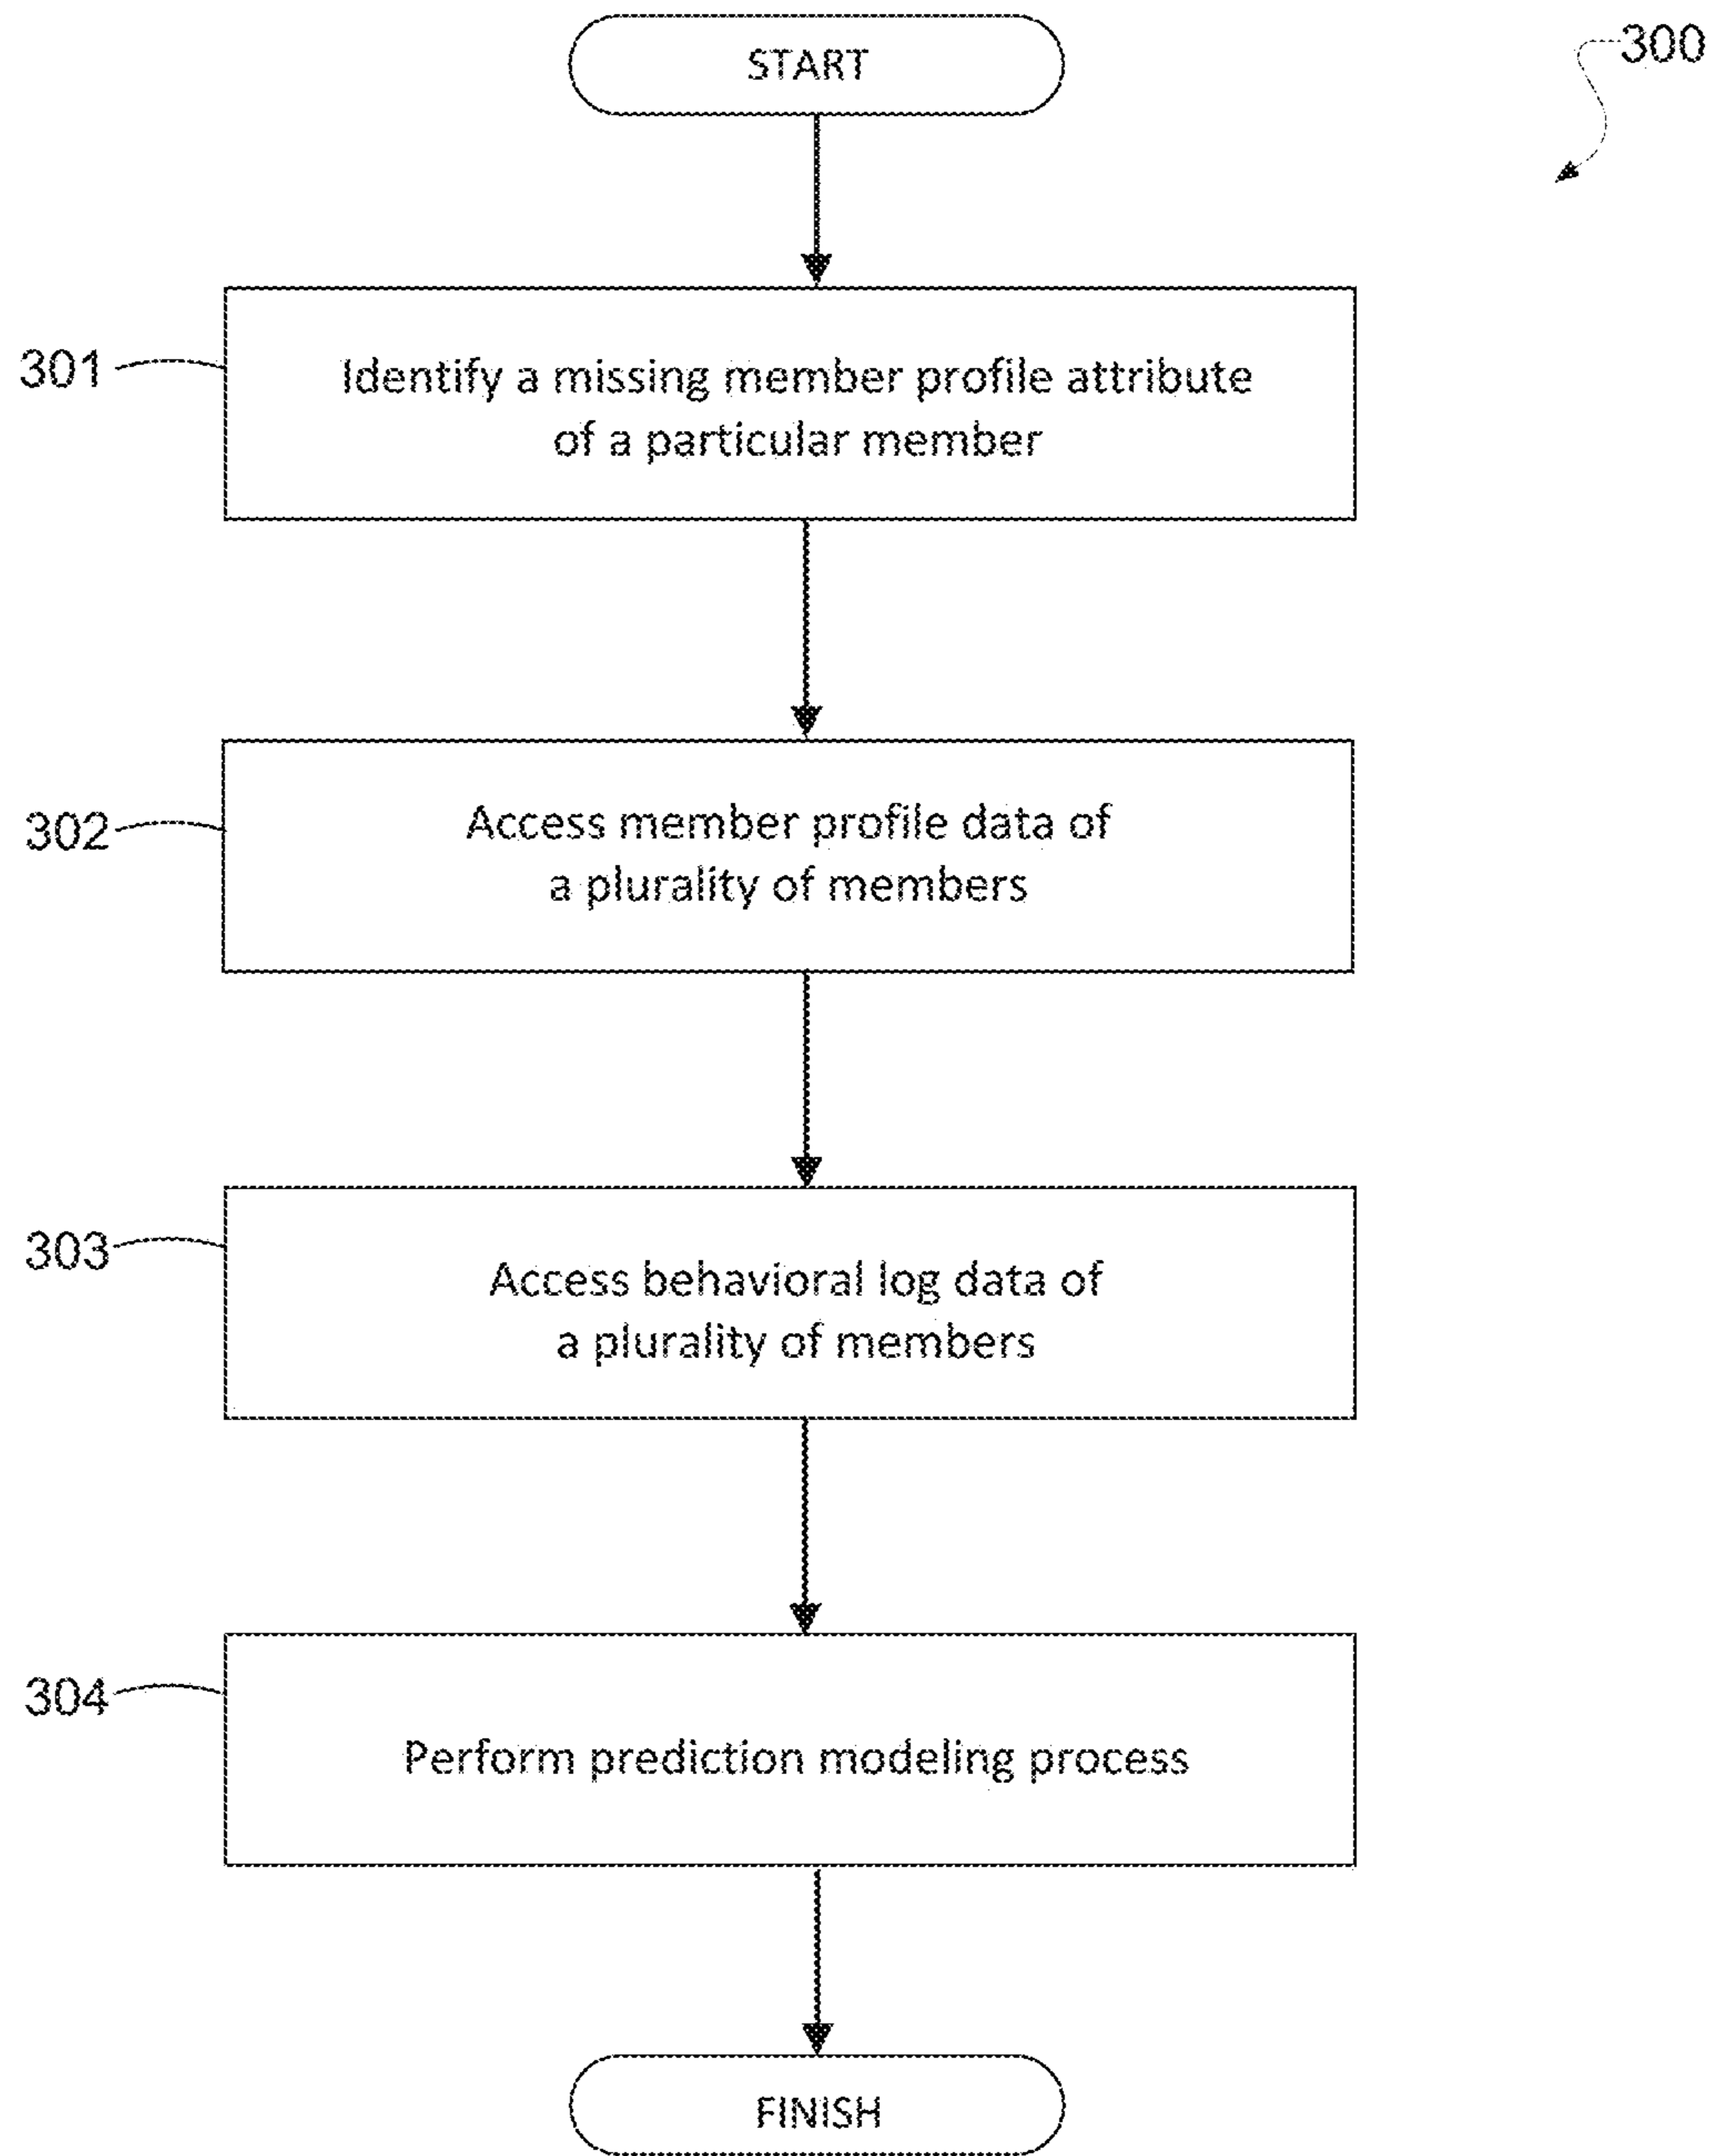 START
300
301
Identify a missing member profile attribute
of a particular member
302
Access member profile data of
a plurality of members
303
Access behavioral log data of
a plurality of members
304
Perform prediction modeling process
FINISH